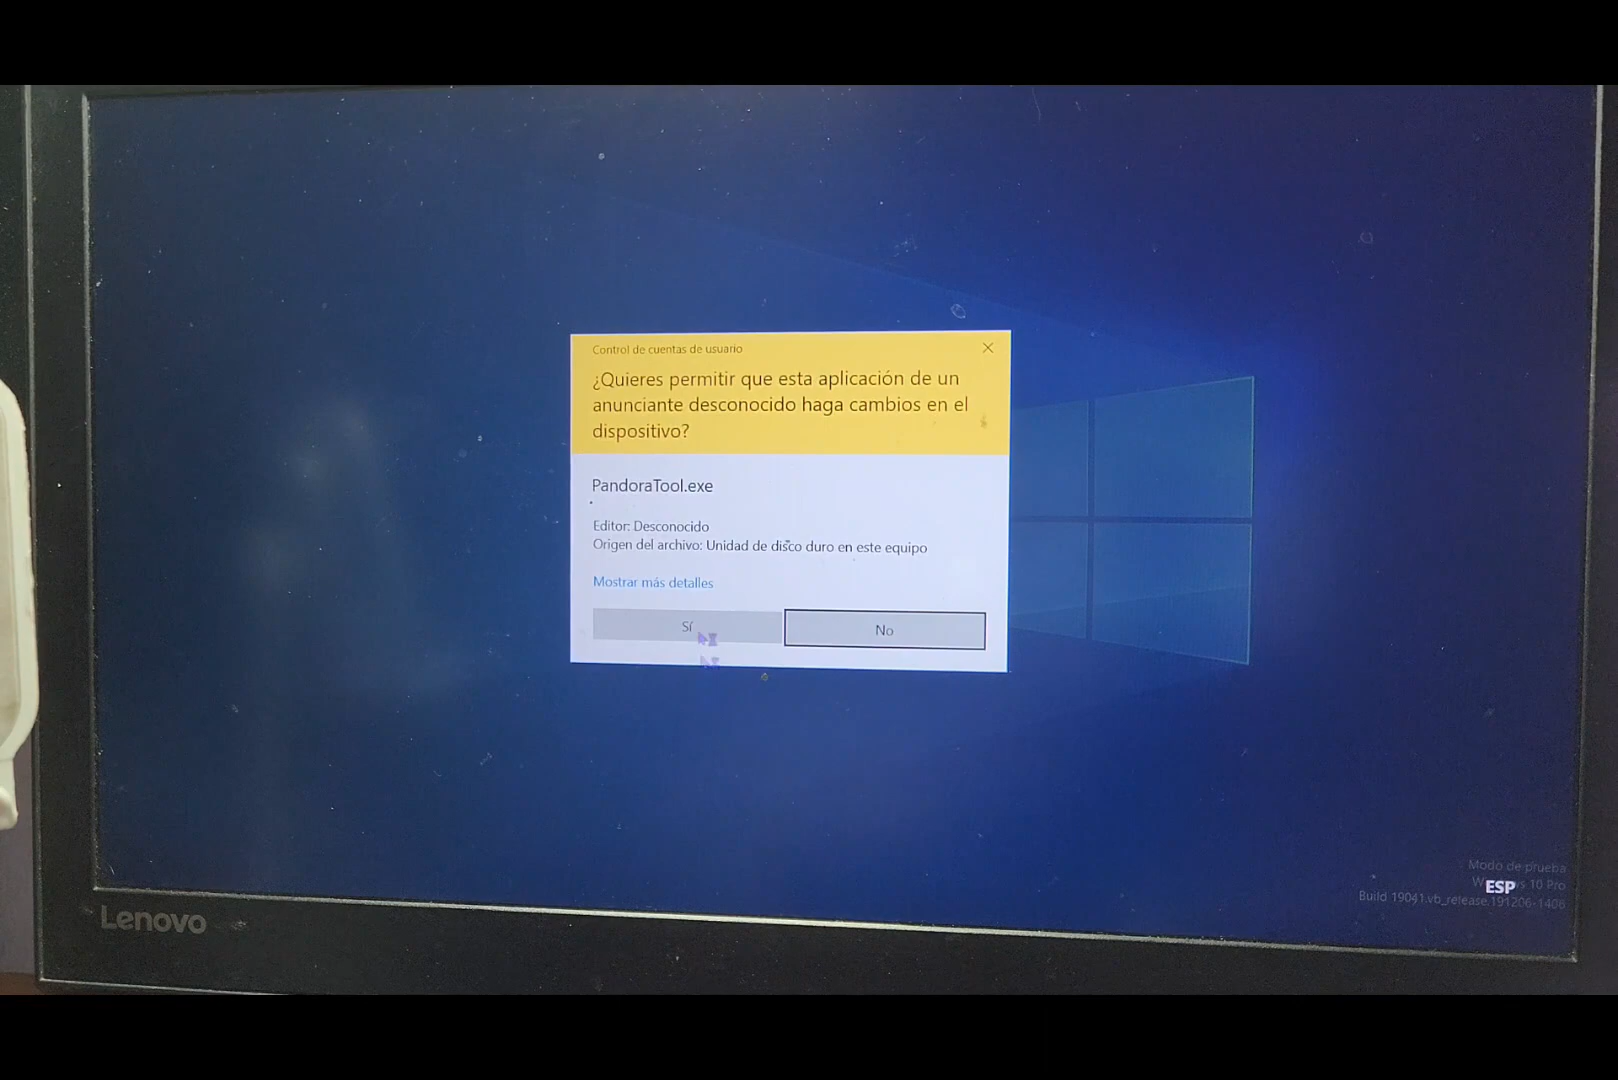 Control de cuentas de usuario
¿Quieres permitir que esta aplicación de un
anunciante desconocido haga cambios en el
dispositivo?
PandoraTool.exe
Editor: Desconocido
Origen del archivo: Unidad de disco duro en este equipo
Mostrar más detalles
Sí
No
Modo de prueba
10 Pro
ESP
Build 19041.vb_release.191206-1406
Lenovo